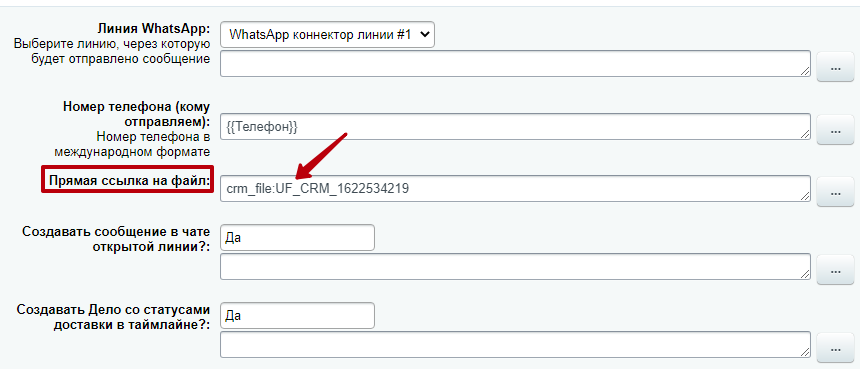 Линия WhatsApp:
WhatsApp коннектор линии #1
Выберите линию, через которую
будет отправлено сообщение
...
Номер телефона (кому
отправляем):
{{Телефон}}
Номер телефона в
международном формате
...
Прямая ссылка на файл:
crm_file:UF_CRM_1622534219
...
Создавать сообщение в чате
открытой линии?:
Да
...
Создавать Дело со статусами
доставки в таймлайне?:
Да
...